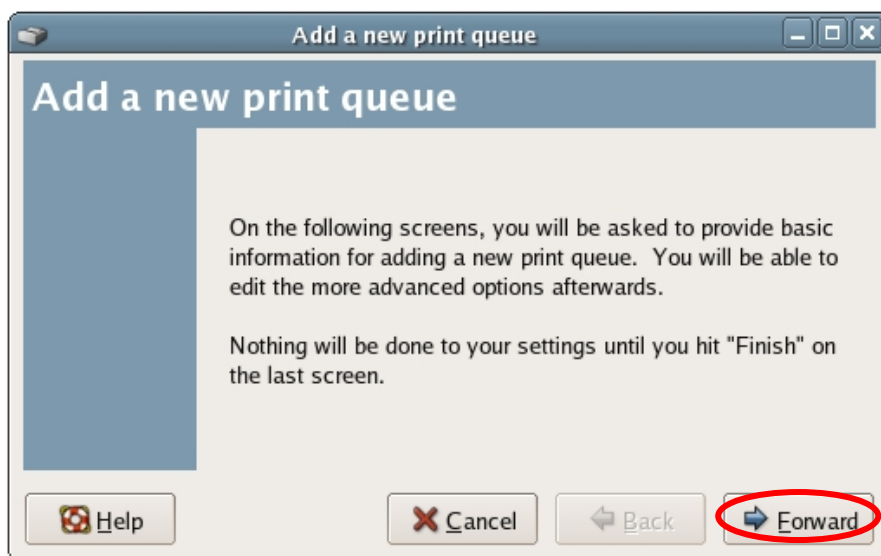 Add a new print queue
Add a new print queue
On the following screens, you will be asked to provide basic
information for adding a new print queue.  You will be able to
edit the more advanced options afterwards.
Nothing will be done to your settings until you hit "Finish" on
the last screen.
Help
Cancel
Back
Forward